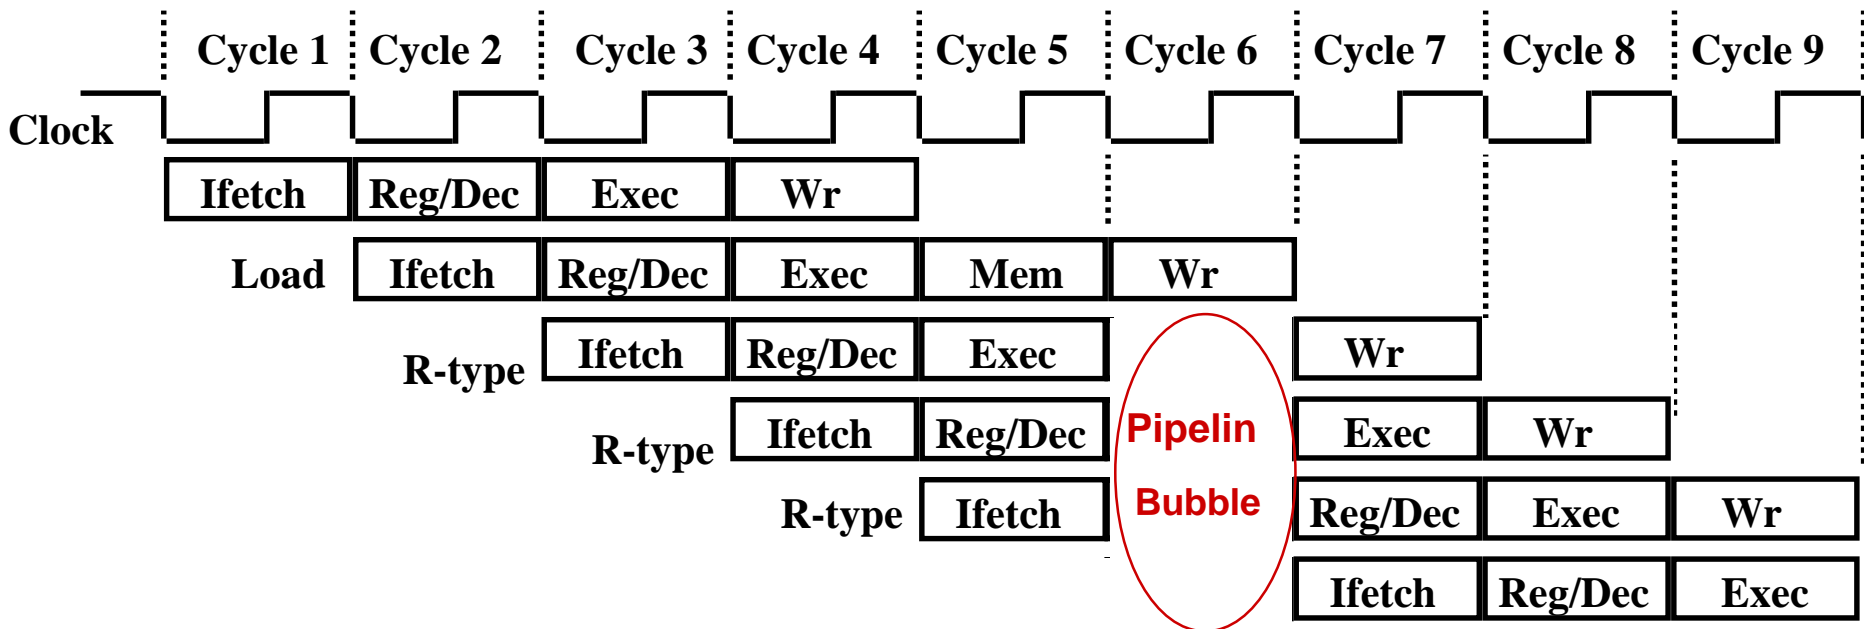 Cycle 1 Cycle 2 Cycle 3 Cycle 4 Cycle 5 Cycle 6 Cycle 7 Cycle 8 Cycle 9
Clock
Ifetch Reg/Dec Exec Wr
Load Ifetch Reg/Dec Exec Mem Wr
R-type Ifetch Reg/Dec Exec Wr
R-type Ifetch Reg/Dec Pipelin Exec Wr
R-type Ifetch Bubble Reg/Dec Exec Wr
Ifetch Reg/Dec Exec